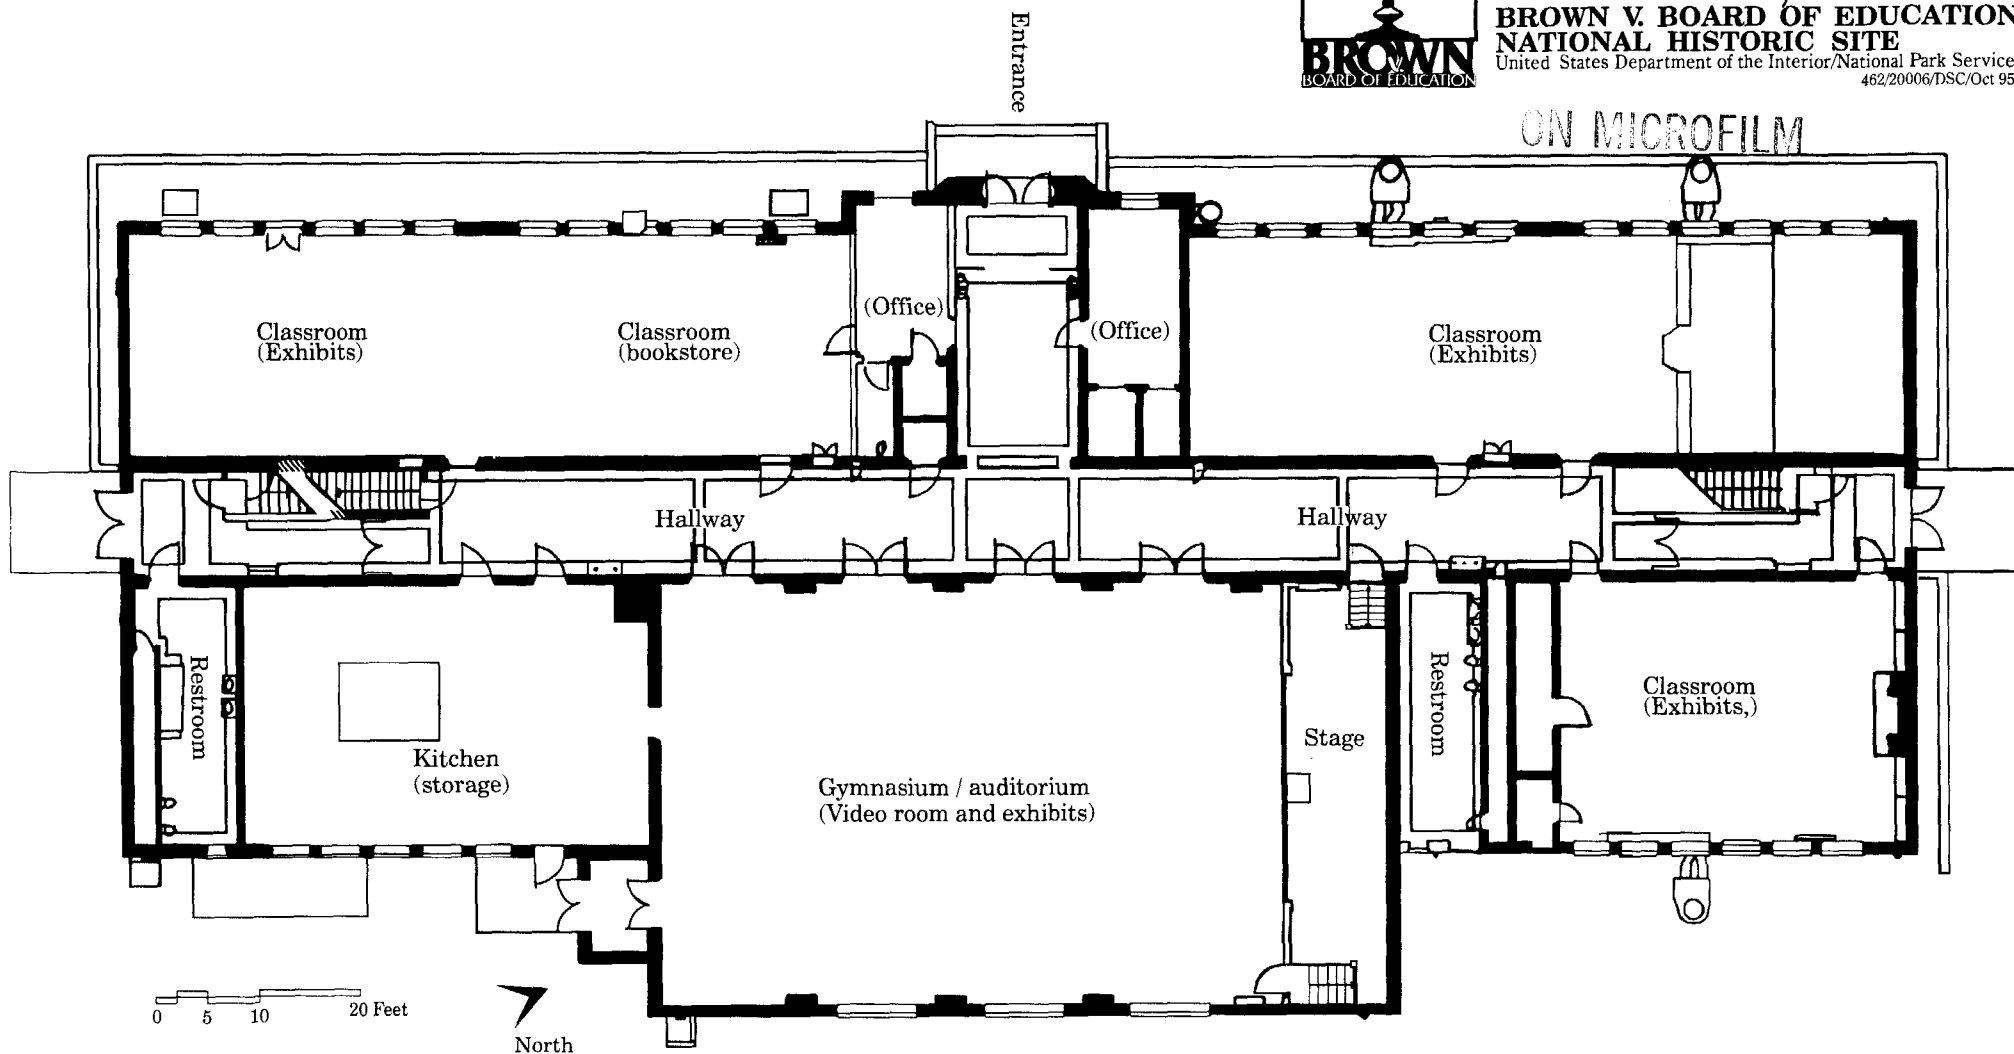 Entrance
BROWN
V.
BOARD OF EDUCATION
BROWN V. BOARD OF EDUCATION
NATIONAL HISTORIC SITE
United States Department of the Interior/National Park Service
462/20006/DSC/Oct 95
ON MICROFILM
Classroom
(Exhibits)
Classroom
(bookstore)
(Office)
(Office)
Classroom
(Exhibits)
Hallway
Hallway
Restroom
Kitchen
(storage)
Gymnasium / auditorium
(Video room and exhibits)
Stage
Restroom
Classroom
(Exhibits,)
0 5 10 20 Feet
North